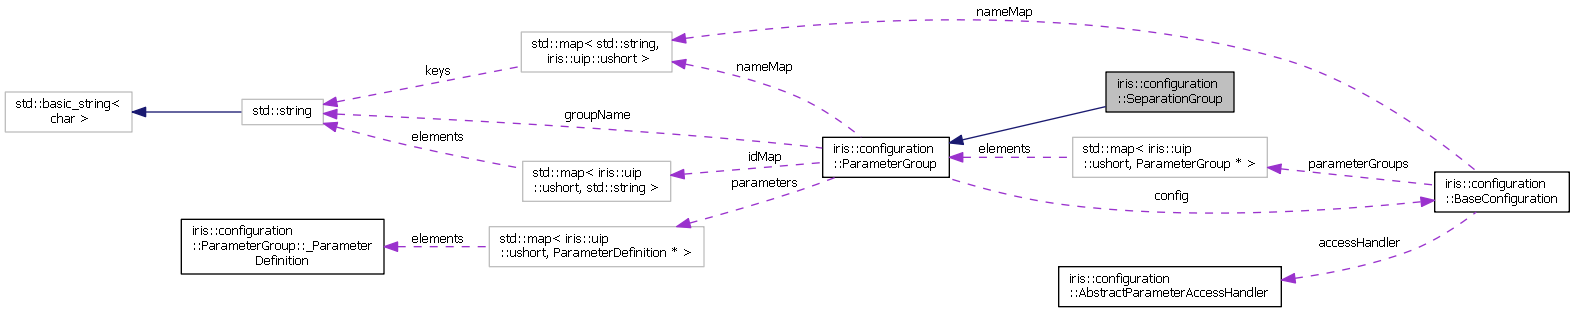 nameMap
std::map< std::string,
iris::uip::ushort >
keys
nameMap
iris::configuration
::SeparationGroup
std::basic_string<
char >
std::string
groupName
elements
idMap
iris::configuration
::ParameterGroup
elements
std::map< iris::uip
::ushort, ParameterGroup * >
parameterGroups
std::map< iris::uip
::ushort, std::string >
parameters
config
iris::configuration
::BaseConfiguration
iris::configuration
::ParameterGroup::_Parameter
Definition
elements
std::map< iris::uip
::ushort, ParameterDefinition * >
accessHandler
iris::configuration
::AbstractParameterAccessHandler